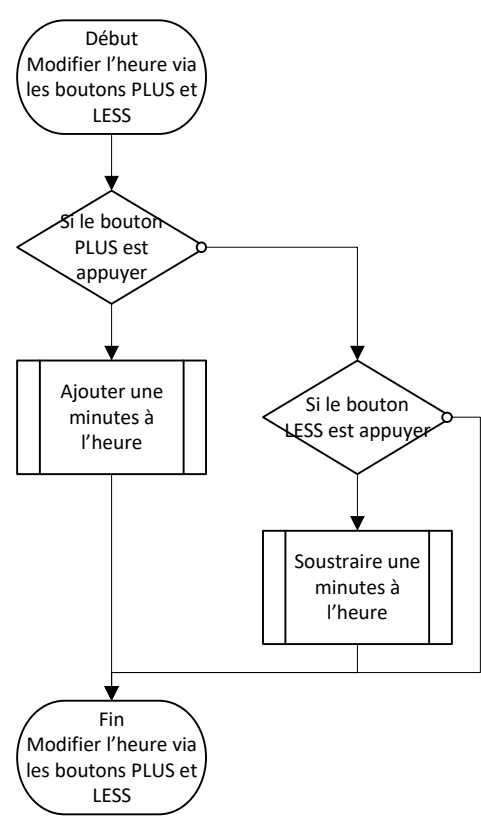 Début
Modifier l’heure via
les boutons PLUS et
LESS
Si le bouton
PLUS est
appuyer
Ajouter une
minutes à
l’heure
Si le bouton
LESS est appuyer
Soustraire une
minutes à
l’heure
Fin
Modifier l’heure via
les boutons PLUS et
LESS